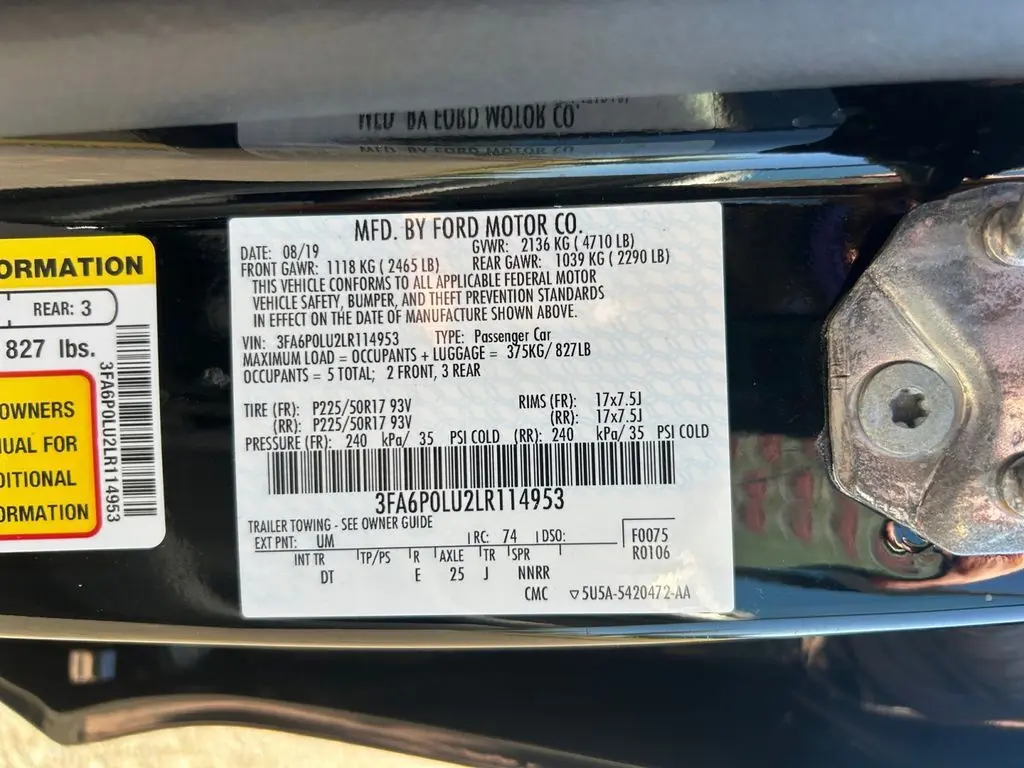 MFD. BY FORD MOTOR CO.
MFD. BY FORD MOTOR CO.
ORMATION
REAR: 3
827 lbs.
OWNERS
NUAL FOR
DITIONAL
ORMATION
3FA6P0LU2LR114953
MFD. BY FORD MOTOR CO.
DATE: 08/19 GVWR: 2136 KG ( 4710 LB)
FRONT GAWR: 1118 KG ( 2465 LB) REAR GAWR: 1039 KG ( 2290 LB)
THIS VEHICLE CONFORMS TO ALL APPLICABLE FEDERAL MOTOR
VEHICLE SAFETY, BUMPER, AND THEFT PREVENTION STANDARDS
IN EFFECT ON THE DATE OF MANUFACTURE SHOWN ABOVE.
VIN: 3FA6P0LU2LR114953 TYPE: Passenger Car
MAXIMUM LOAD = OCCUPANTS + LUGGAGE = 375KG/ 827LB
OCCUPANTS = 5 TOTAL; 2 FRONT, 3 REAR
TIRE (FR): P225/50R17 93V RIMS (FR): 17x7.5J
(RR): P225/50R17 93V (RR): 17x7.5J
PRESSURE (FR): 240 kPa/ 35 PSI COLD (RR): 240 kPa/ 35 PSI COLD
3FA6P0LU2LR114953
TRAILER TOWING - SEE OWNER GUIDE
EXT PNT: UM RC: 74 DSO: F0075
R0106
INT TR TP/PS R AXLE TR SPR
DT E 25 J NNRR
CMC ▽5U5A-5420472-AA